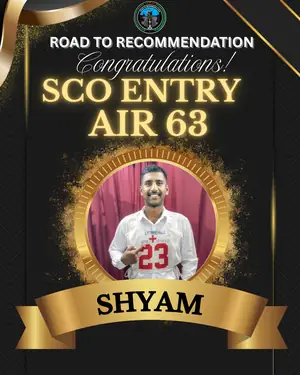 ROAD TO RECOMMENDATION
Congratulations!
SCO ENTRY
AIR 63
23
SHYAM